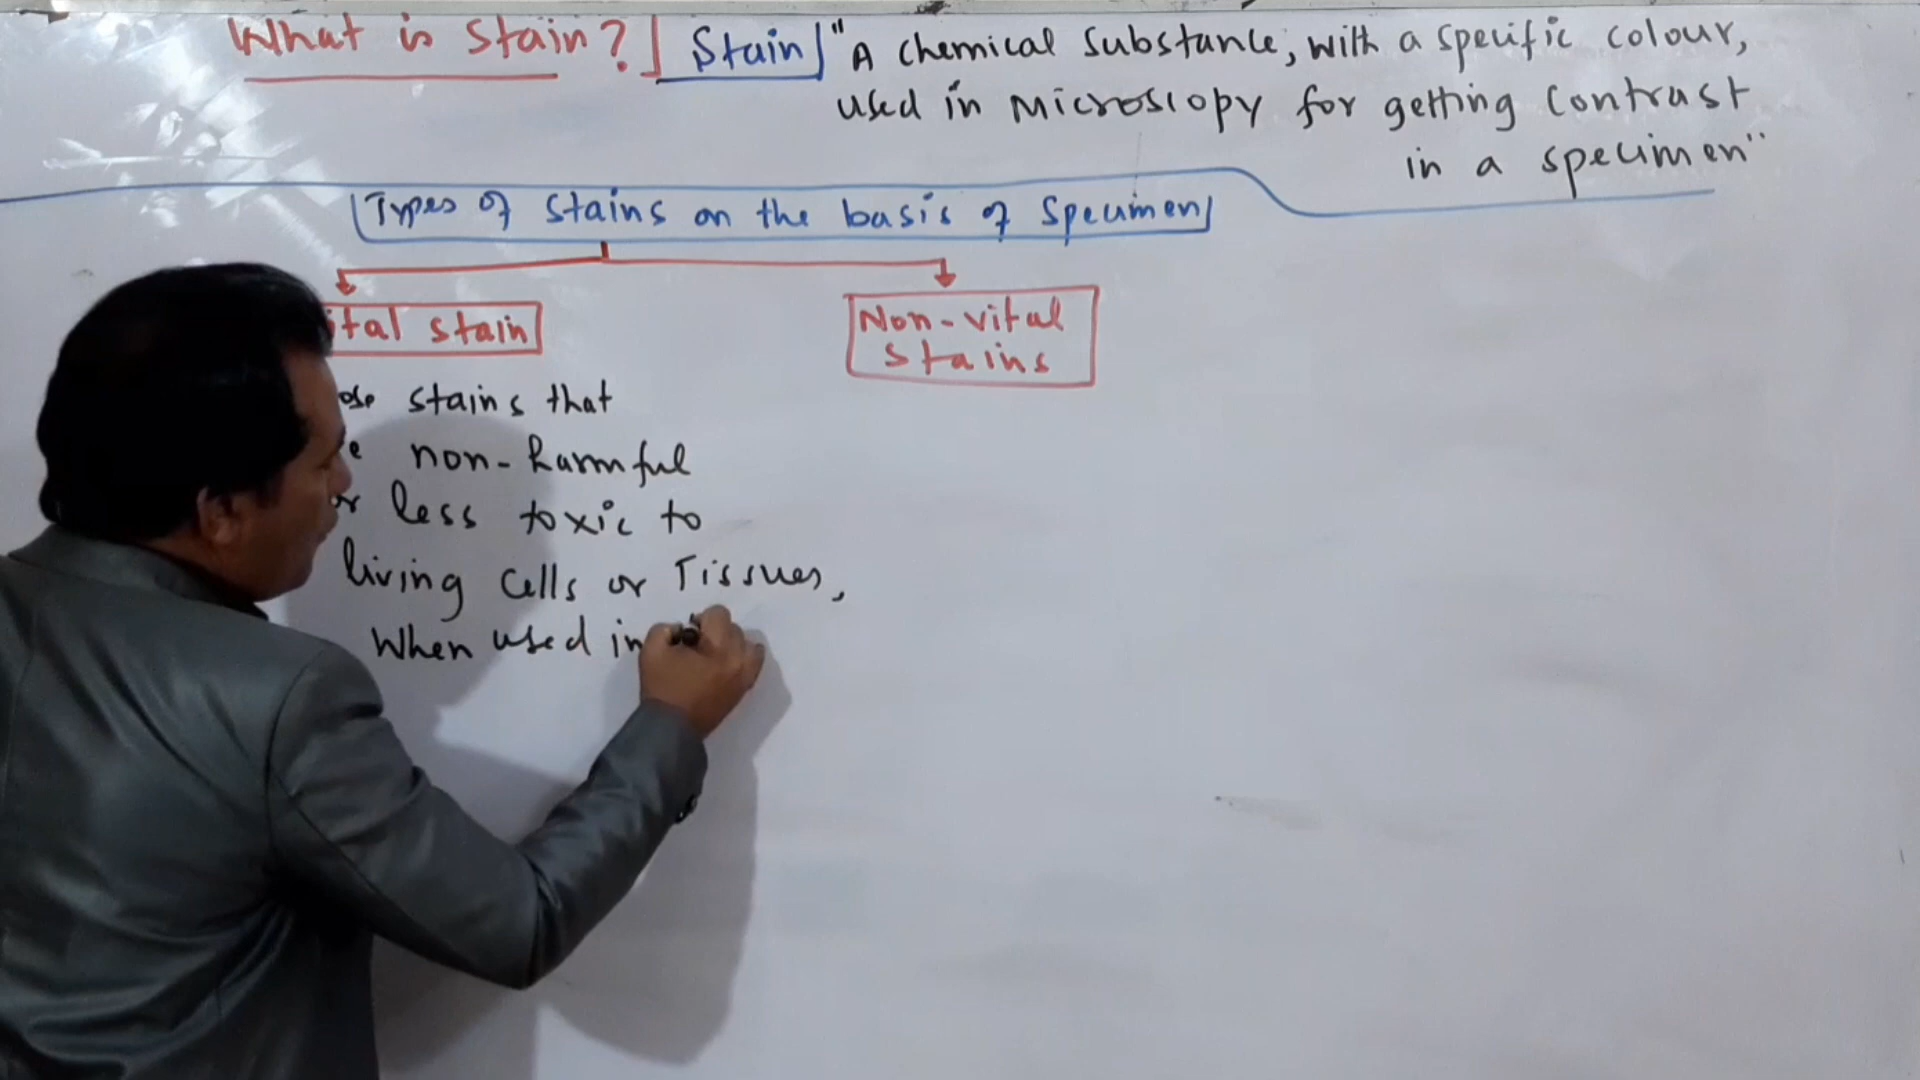 What is Stain?
Stain "A chemical substance, with a specific colour,
used in microscopy for getting contrast
in a specimen"
Types of stains on the basis of specimen
ital stain
Non-vital
stains
ose stains that
e non-harmful
or less toxic to
living cells or Tissues,
When used in